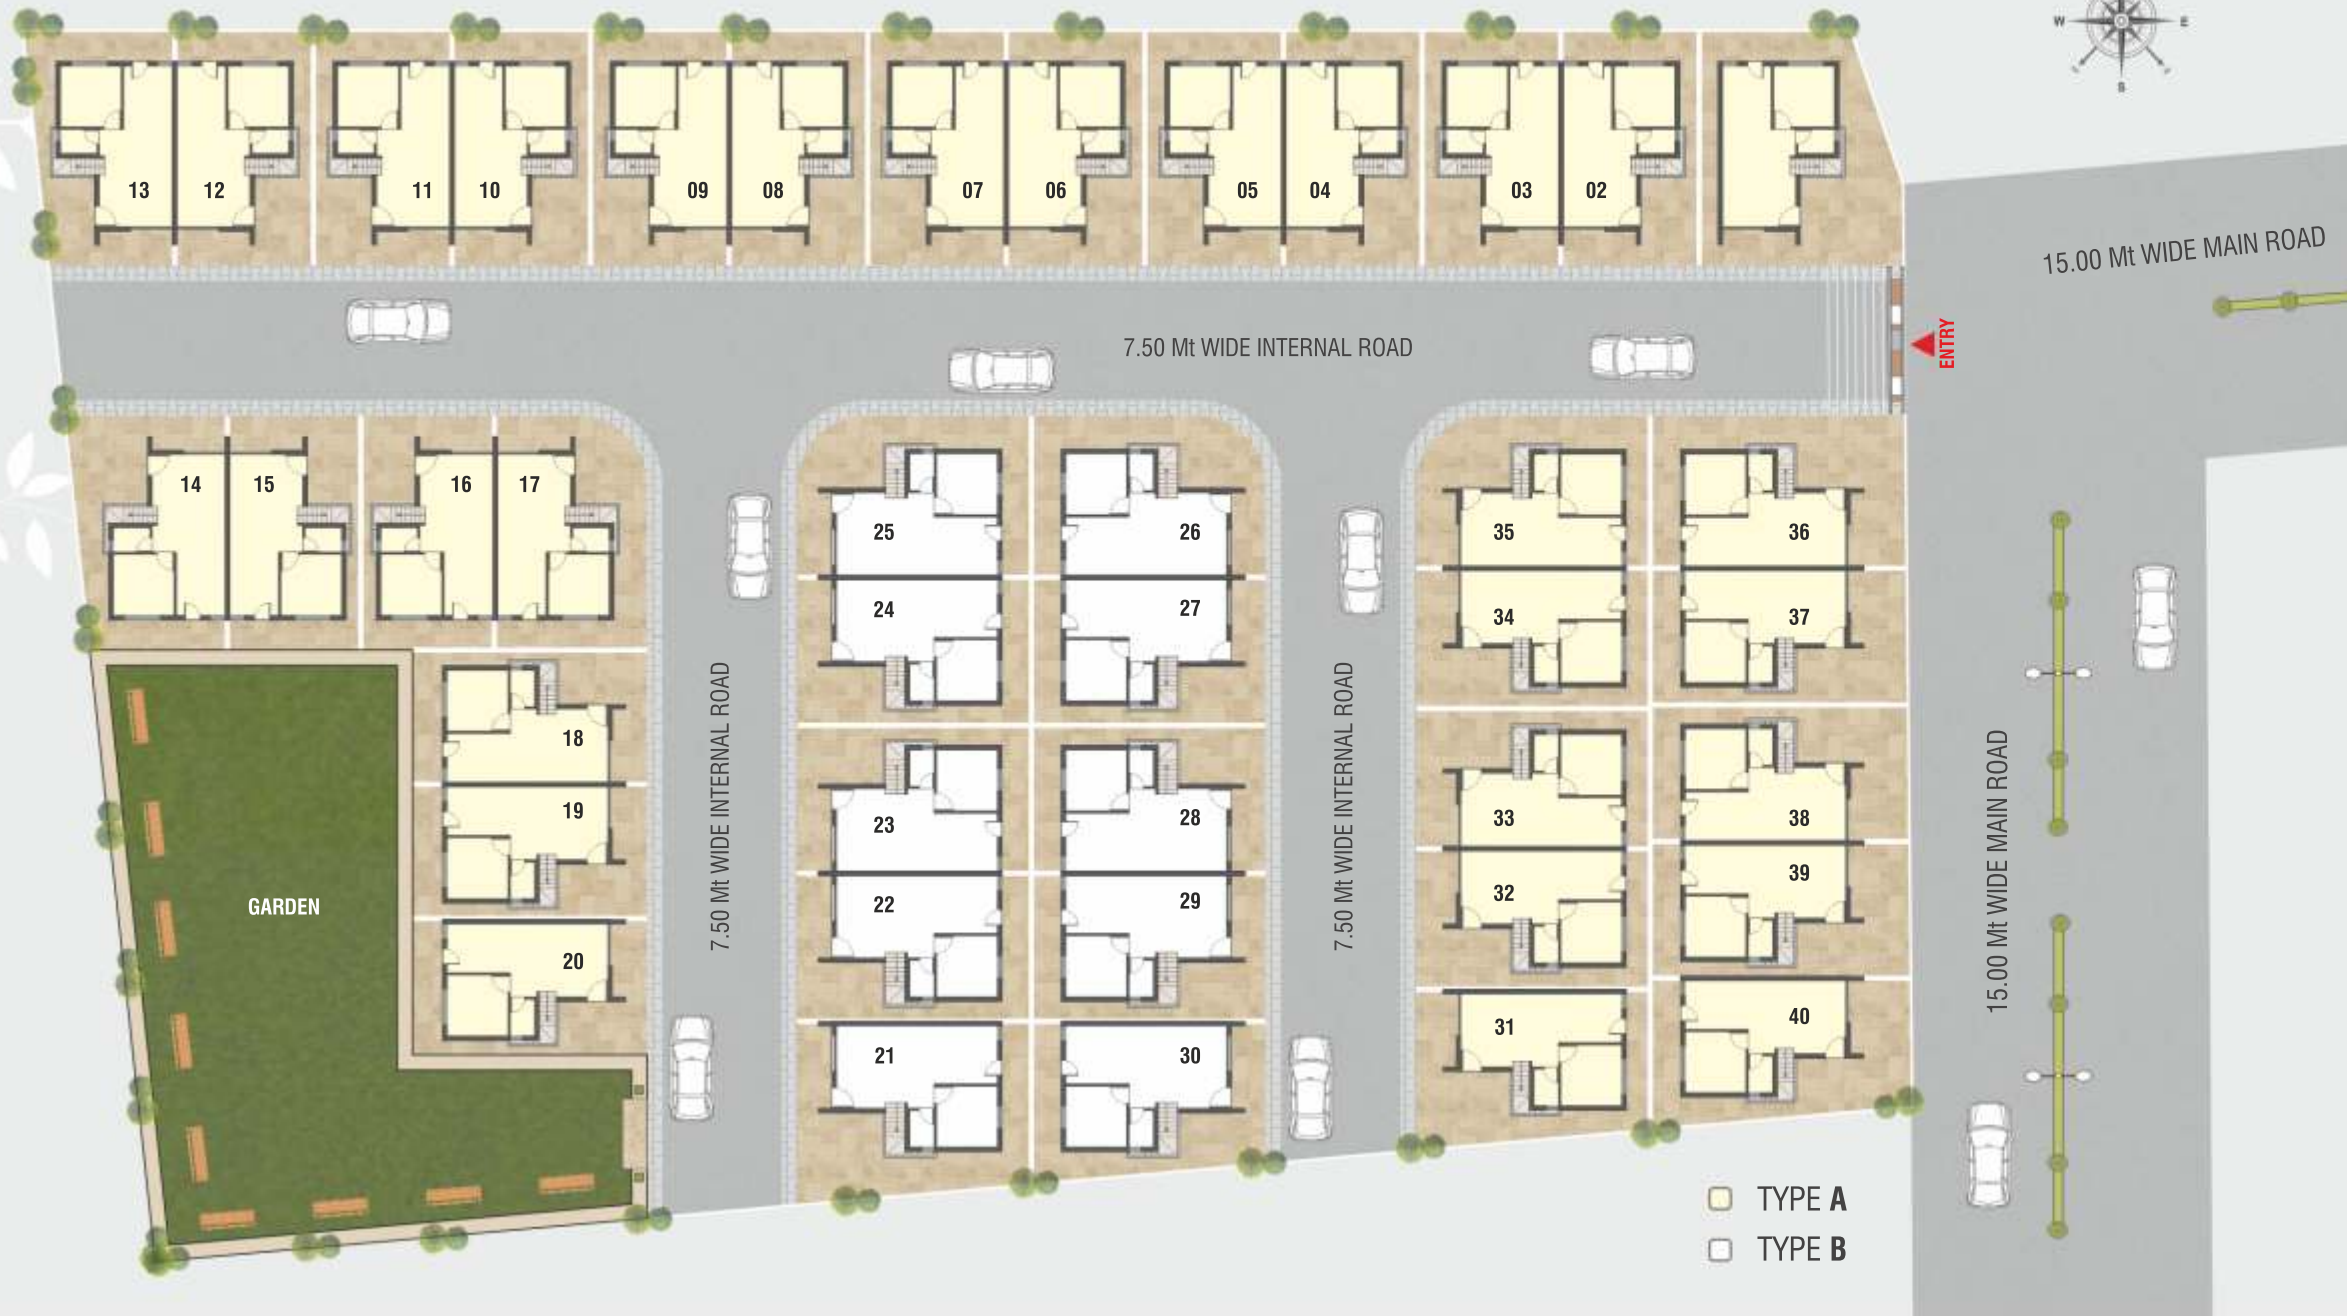 W E
S
13 12 11 10 09 08 07 06 05 04 03 02
15.00 Mt WIDE MAIN ROAD
7.50 Mt WIDE INTERNAL ROAD
ENTRY
14 15 16 17
25 26 35 36
24 27 34 37
7.50 Mt WIDE INTERNAL ROAD
7.50 Mt WIDE INTERNAL ROAD
15.00 Mt WIDE MAIN ROAD
18
19 23 28 33 38
GARDEN
22 29 32 39
20
21 30 31 40
TYPE A
TYPE B